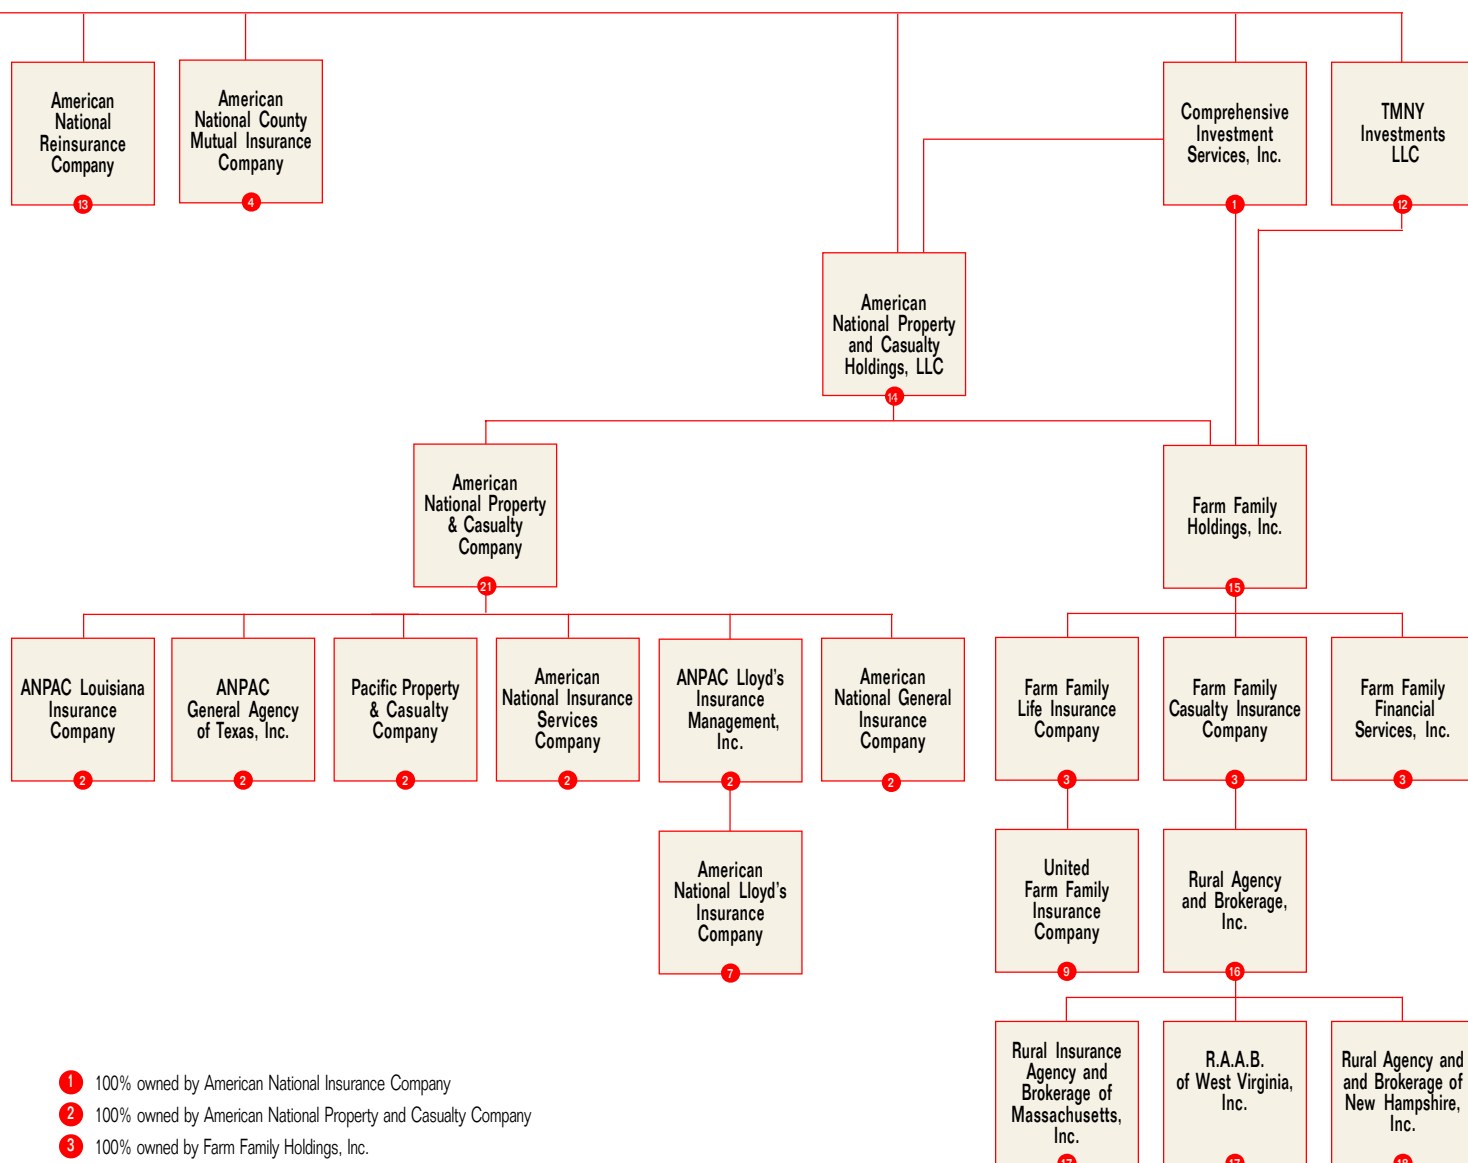 American
National
Reinsurance
Company
13
American
National County
Mutual Insurance
Company
4
Comprehensive
Investment
Services, Inc.
1
TMNY
Investments
LLC
12
American
National Property
and Casualty
Holdings, LLC
14
American
National Property
& Casualty
Company
21
Farm Family
Holdings, Inc.
15
ANPAC Louisiana
Insurance
Company
2
ANPAC
General Agency
of Texas, Inc.
2
Pacific Property
& Casualty
Company
2
American
National Insurance
Services
Company
2
ANPAC Lloyd's
Insurance
Management,
Inc.
2
American
National General
Insurance
Company
2
Farm Family
Life Insurance
Company
3
Farm Family
Casualty Insurance
Company
3
Farm Family
Financial
Services, Inc.
3
American
National Lloyd's
Insurance
Company
7
United
Farm Family
Insurance
Company
9
Rural Agency
and Brokerage,
Inc.
16
Rural Insurance
Agency and
Brokerage of
Massachusetts,
Inc.
R.A.A.B.
of West Virginia,
Inc.
Rural Agency and
and Brokerage of
New Hampshire,
Inc.
1 100% owned by American National Insurance Company
2 100% owned by American National Property and Casualty Company
3 100% owned by Farm Family Holdings, Inc.